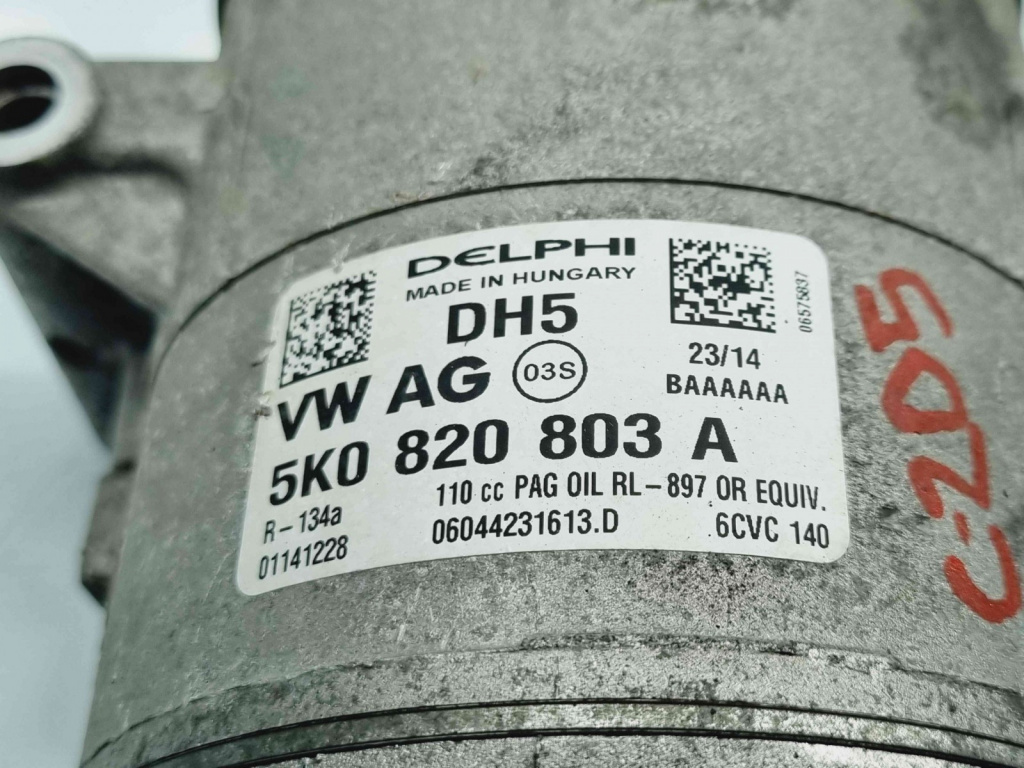 DELPHI
MADE IN HUNGARY
DH5
06575837
23/14
BAAAAAA
VW AG 03S
5K0 820 803 A
110 cc PAG OIL RL-897 OR EQUIV.
R-134a
06044231613.D
6CVC 140
01141228
C-205